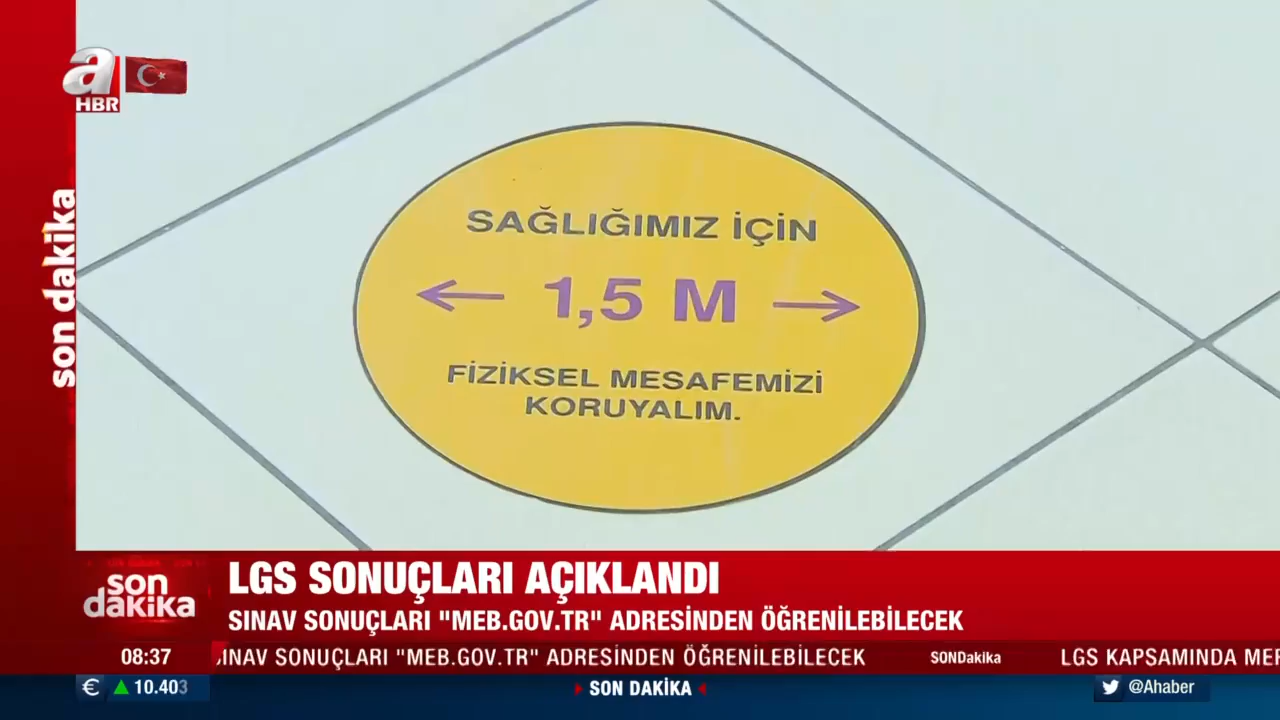 a
HBR
son dakika
SAĞLIĞIMIZ İÇİN
1,5 M
FİZİKSEL MESAFEMİZİ
KORUYALIM.
son
dakika
LGS SONUÇLARI AÇIKLANDI
SINAV SONUÇLARI "MEB.GOV.TR" ADRESİNDEN ÖĞRENİLEBİLECEK
08:37
SONUÇLARI "MEB.GOV.TR" ADRESİNDEN ÖĞRENİLEBİLECEK
SONDakika
LGS KAPSAMINDA
€ 10.403
SON DAKİKA
@Ahaber